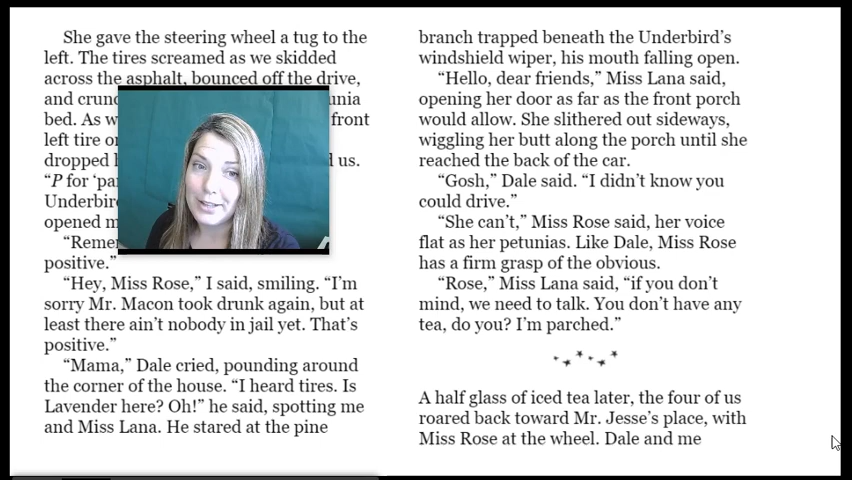 She gave the steering wheel a tug to the
left. The tires screamed as we skidded
across the asphalt, bounced off the drive,
and
bed. As front
left tire
dropped us.
“P for
opened
positive.”
“Hey, Miss Rose,” I said, smiling. “I’m
sorry Mr. Macon took drunk again, but at
least there ain’t nobody in jail yet. That’s
positive.”
“Mama,” Dale cried, pounding around
the corner of the house. “I heard tires. Is
Lavender here? Oh!” he said, spotting me
and Miss Lana. He stared at the pine
branch trapped beneath the Underbird’s
windshield wiper, his mouth falling open.
“Hello, dear friends,” Miss Lana said,
opening her door as far as the front porch
would allow. She slithered out sideways,
wiggling her butt along the porch until she
reached the back of the car.
“Gosh,” Dale said. “I didn’t know you
could drive.”
“She can’t,” Miss Rose said, her voice
flat as her petunias. Like Dale, Miss Rose
has a firm grasp of the obvious.
“Rose,” Miss Lana said, “if you don’t
mind, we need to talk. You don’t have any
tea, do you? I’m parched.”
A half glass of iced tea later, the four of us
roared back toward Mr. Jesse’s place, with
Miss Rose at the wheel. Dale and me